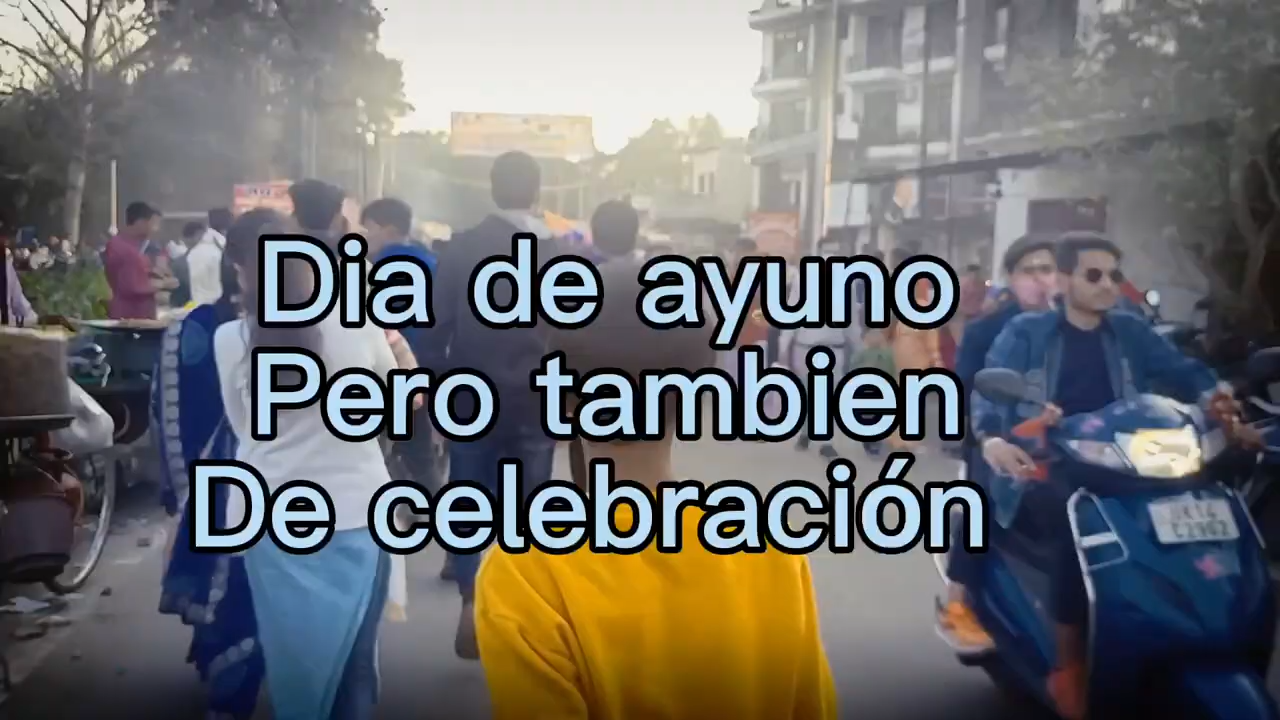 Dia de ayuno
Pero tambien
De celebración